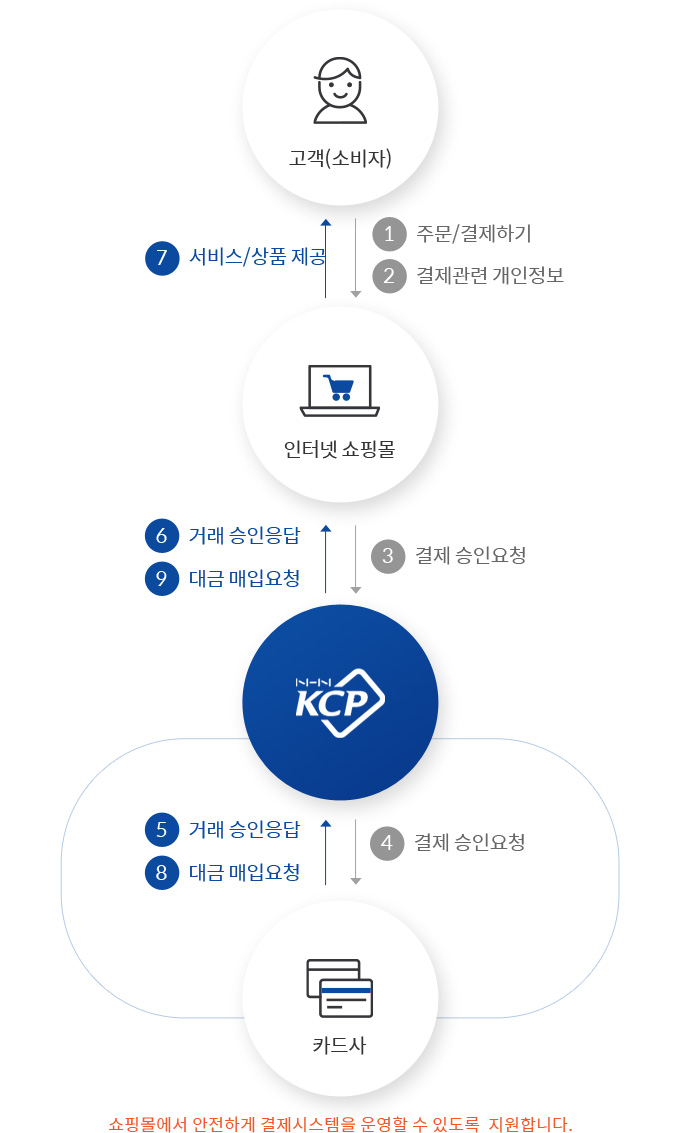 고객(소비자)
7 서비스/상품 제공
1 주문/결제하기
2 결제관련 개인정보
인터넷 쇼핑몰
6 거래 승인응답
9 대금 매입요청
3 결제 승인요청
NHN
KCP
5 거래 승인응답
8 대금 매입요청
4 결제 승인요청
카드사
쇼핑몰에서 안전하게 결제시스템을 운영할 수 있도록 지원합니다.